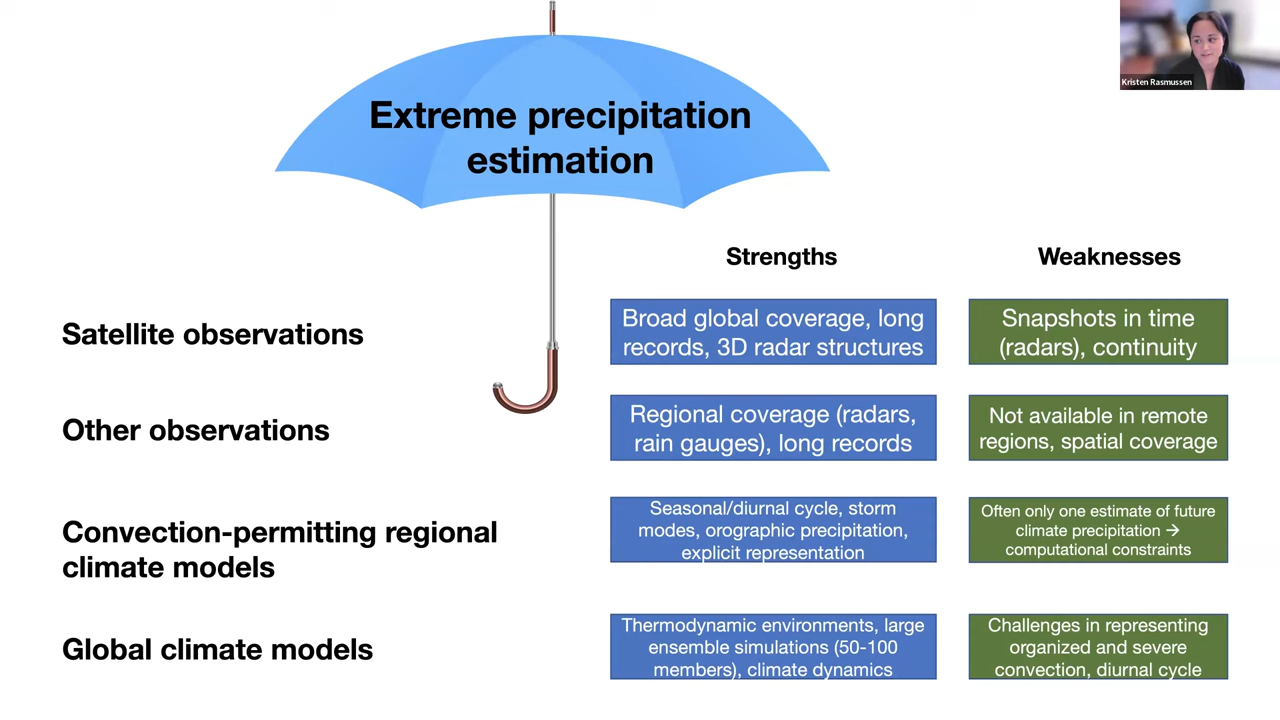 Kristen Rasmussen
Extreme precipitation
estimation
Strengths
Weaknesses
Satellite observations
Broad global coverage, long
records, 3D radar structures
Snapshots in time
(radars), continuity
Other observations
Regional coverage (radars,
rain gauges), long records
Not available in remote
regions, spatial coverage
Convection-permitting regional
climate models
Seasonal/diurnal cycle, storm
modes, orographic precipitation,
explicit representation
Often only one estimate of future
climate precipitation →
computational constraints
Global climate models
Thermodynamic environments, large
ensemble simulations (50-100
members), climate dynamics
Challenges in representing
organized and severe
convection, diurnal cycle